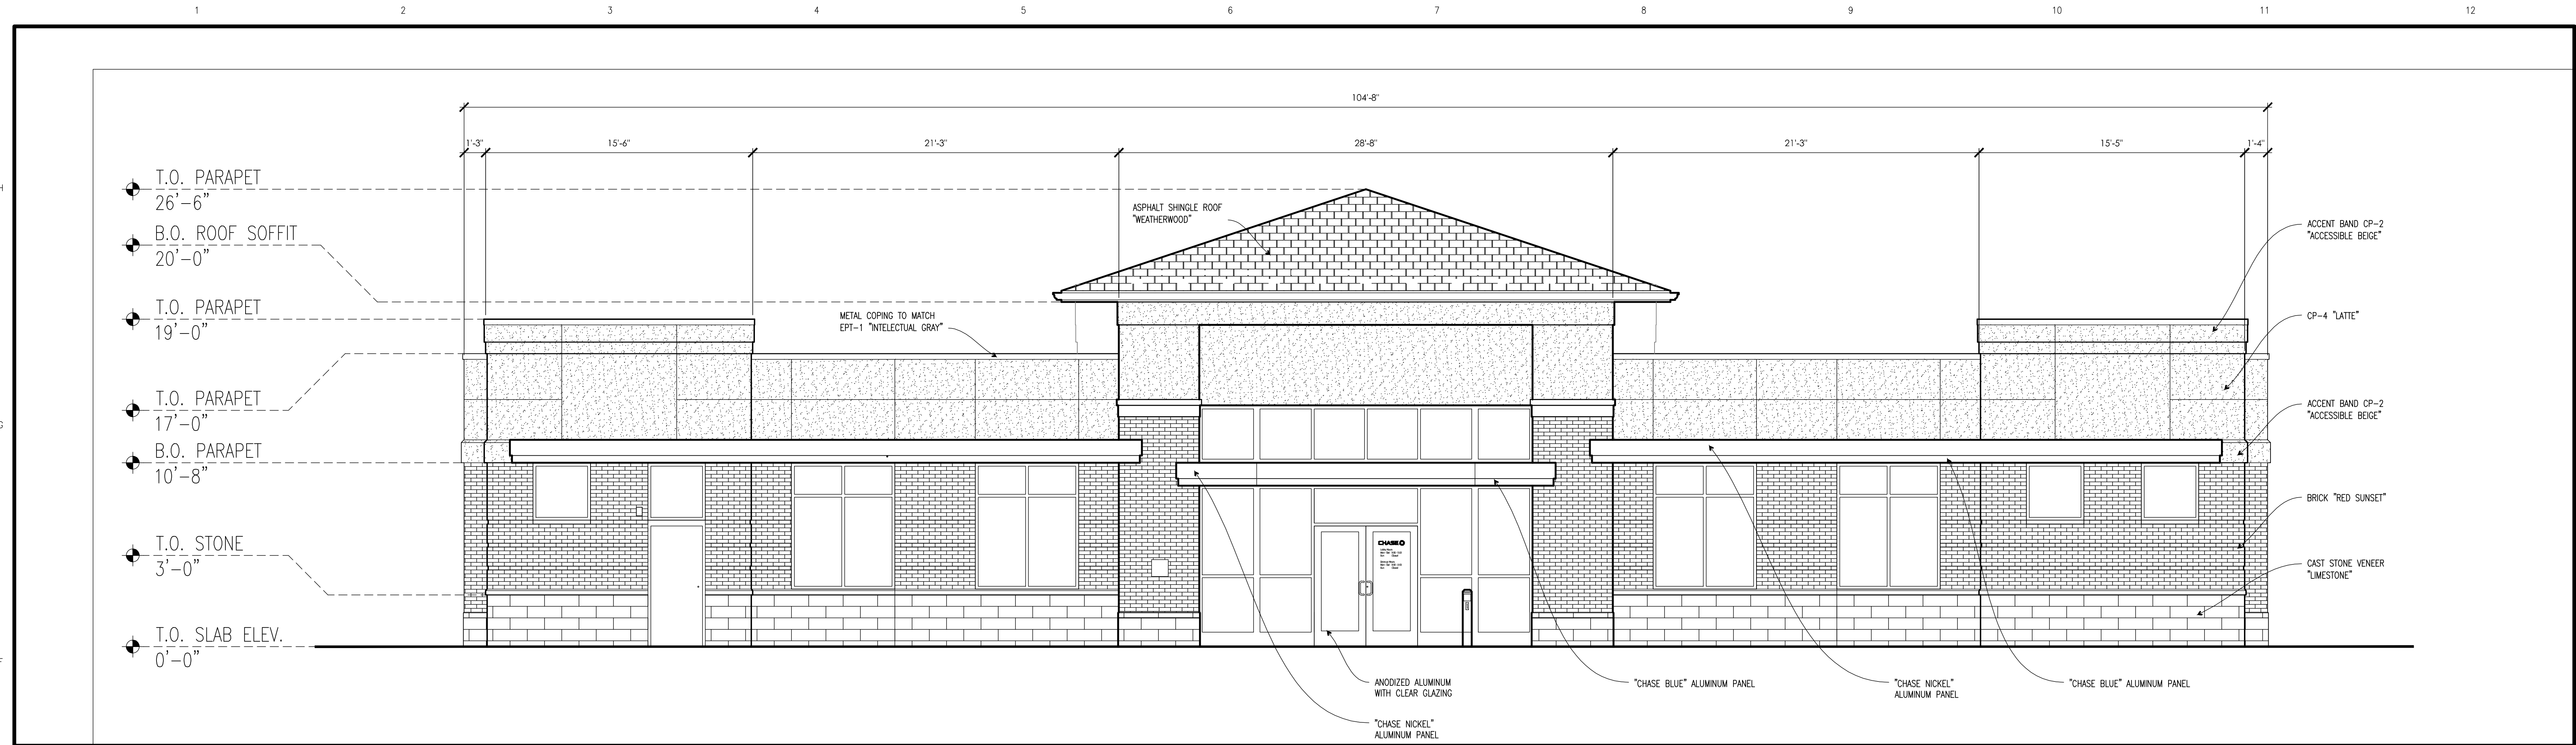 1 2 3 4 5 6 7 8 9 10 11 12
104'-8"
1'-3" 15'-6" 21'-3" 28'-8" 21'-3" 15'-5" 1'-4"
H
G
F
T.O. PARAPET
26'-6"
B.O. ROOF SOFFIT
20'-0"
T.O. PARAPET
19'-0"
T.O. PARAPET
17'-0"
B.O. PARAPET
10'-8"
T.O. STONE
3'-0"
T.O. SLAB ELEV.
0'-0"
ASPHALT SHINGLE ROOF
"WEATHERWOOD"
METAL COPING TO MATCH
EPT-1 "INTELECTUAL GRAY"
ACCENT BAND CP-2
"ACCESSIBLE BEIGE"
CP-4 "LATTE"
ACCENT BAND CP-2
"ACCESSIBLE BEIGE"
BRICK "RED SUNSET"
CAST STONE VENEER
"LIMESTONE"
CHASE
ANODIZED ALUMINUM
WITH CLEAR GLAZING
"CHASE NICKEL"
ALUMINUM PANEL
"CHASE BLUE" ALUMINUM PANEL
"CHASE NICKEL"
ALUMINUM PANEL
"CHASE BLUE" ALUMINUM PANEL